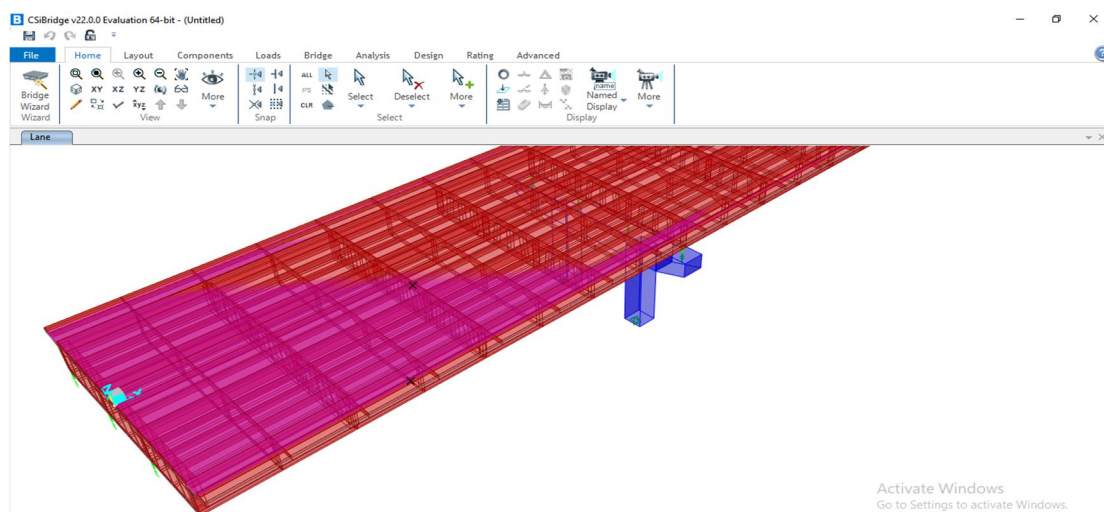 B CSiBridge v22.0.0 Evaluation 64-bit - (Untitled)
File Home Layout Components Loads Bridge Analysis Design Rating Advanced
Bridge Wizard
XY XZ YZ
xyz
More
ALL
PS
CLR
Select
Deselect
More
name
Named Display
More
Wizard View Snap Select Display
Lane
Activate Windows
Go to Settings to activate Windows.